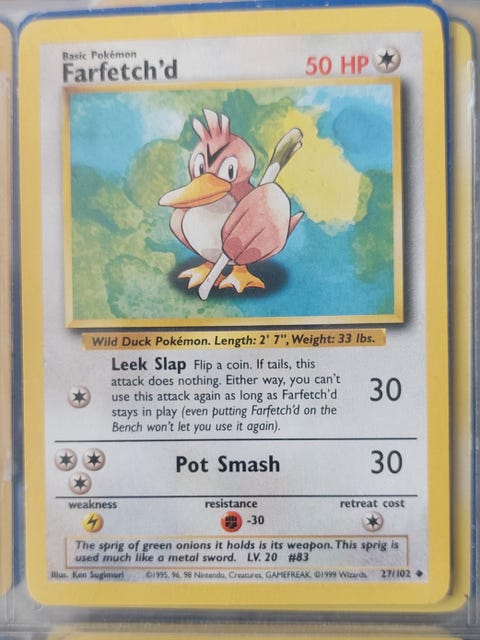 Basic Pokémon
Farfetch'd
50 HP
Wild Duck Pokémon. Length: 2' 7", Weight: 33 lbs.
Leek Slap Flip a coin. If tails, this
attack does nothing. Either way, you can't
use this attack again as long as Farfetch'd
stays in play (even putting Farfetch'd on the
Bench won't let you use it again).
30
Pot Smash
30
weakness
resistance
retreat cost
-30
The sprig of green onions it holds is its weapon. This sprig is
used much like a metal sword. LV. 20 #83
Illus. Ken Sugimori
©1995, 96, 98 Nintendo, Creatures, GAMEFREAK. ©1999 Wizards.
27/102